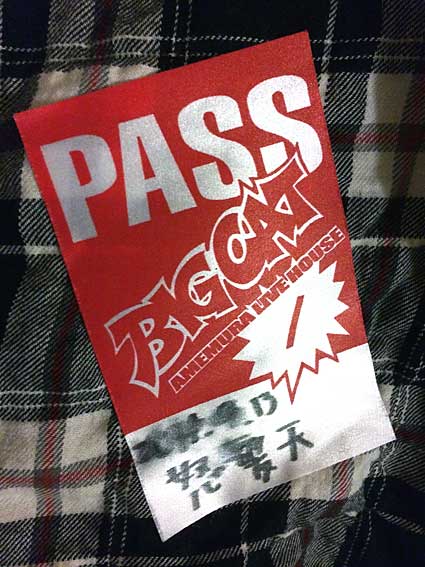 PASS
BIGCAT
AMEMURA LIVE HOUSE
/
怒髪天